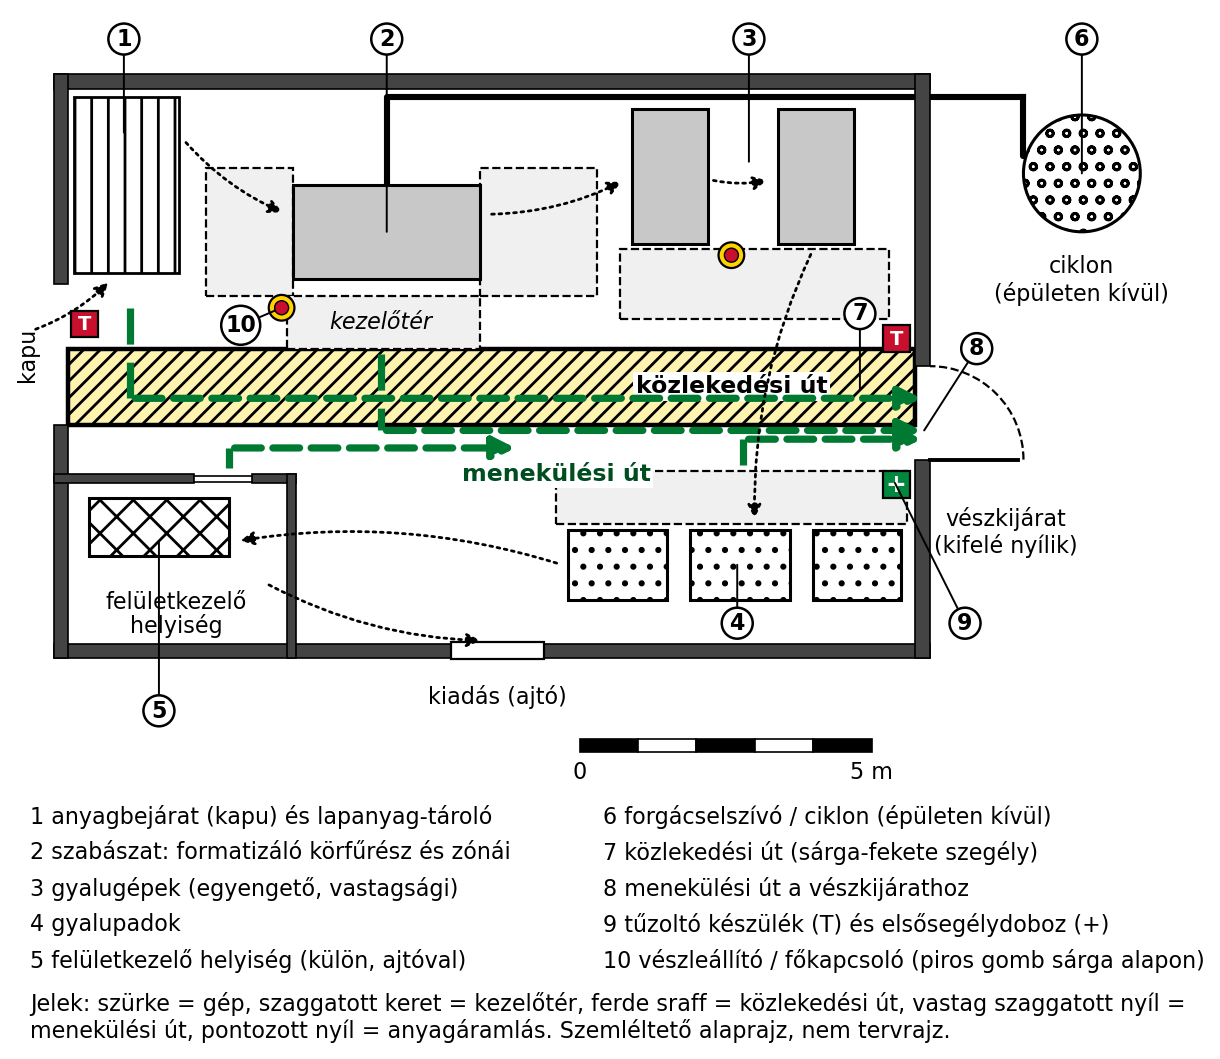 1
2
3
6
ciklon
(épületen kívül)
10
kezelőtér
T
kapu
7
T
8
közlekedési út
menekülési út
+
vészkijárat
(kifelé nyílik)
felületkezelő
helyiség
4
9
kiadás (ajtó)
5
0
5 m
1 anyagbejárat (kapu) és lapanyag-tároló
2 szabászat: formatizáló körfűrész és zónái
3 gyalugépek (egyengető, vastagsági)
4 gyalupadok
5 felületkezelő helyiség (külön, ajtóval)
6 forgácselszívó / ciklon (épületen kívül)
7 közlekedési út (sárga-fekete szegély)
8 menekülési út a vészkijárathoz
9 tűzoltó készülék (T) és elsősegélydoboz (+)
10 vészleállító / főkapcsoló (piros gomb sárga alapon)
Jelek: szürke = gép, szaggatott keret = kezelőtér, ferde sraff = közlekedési út, vastag szaggatott nyíl =
menekülési út, pontozott nyíl = anyagáramlás. Szemléltető alaprajz, nem tervrajz.